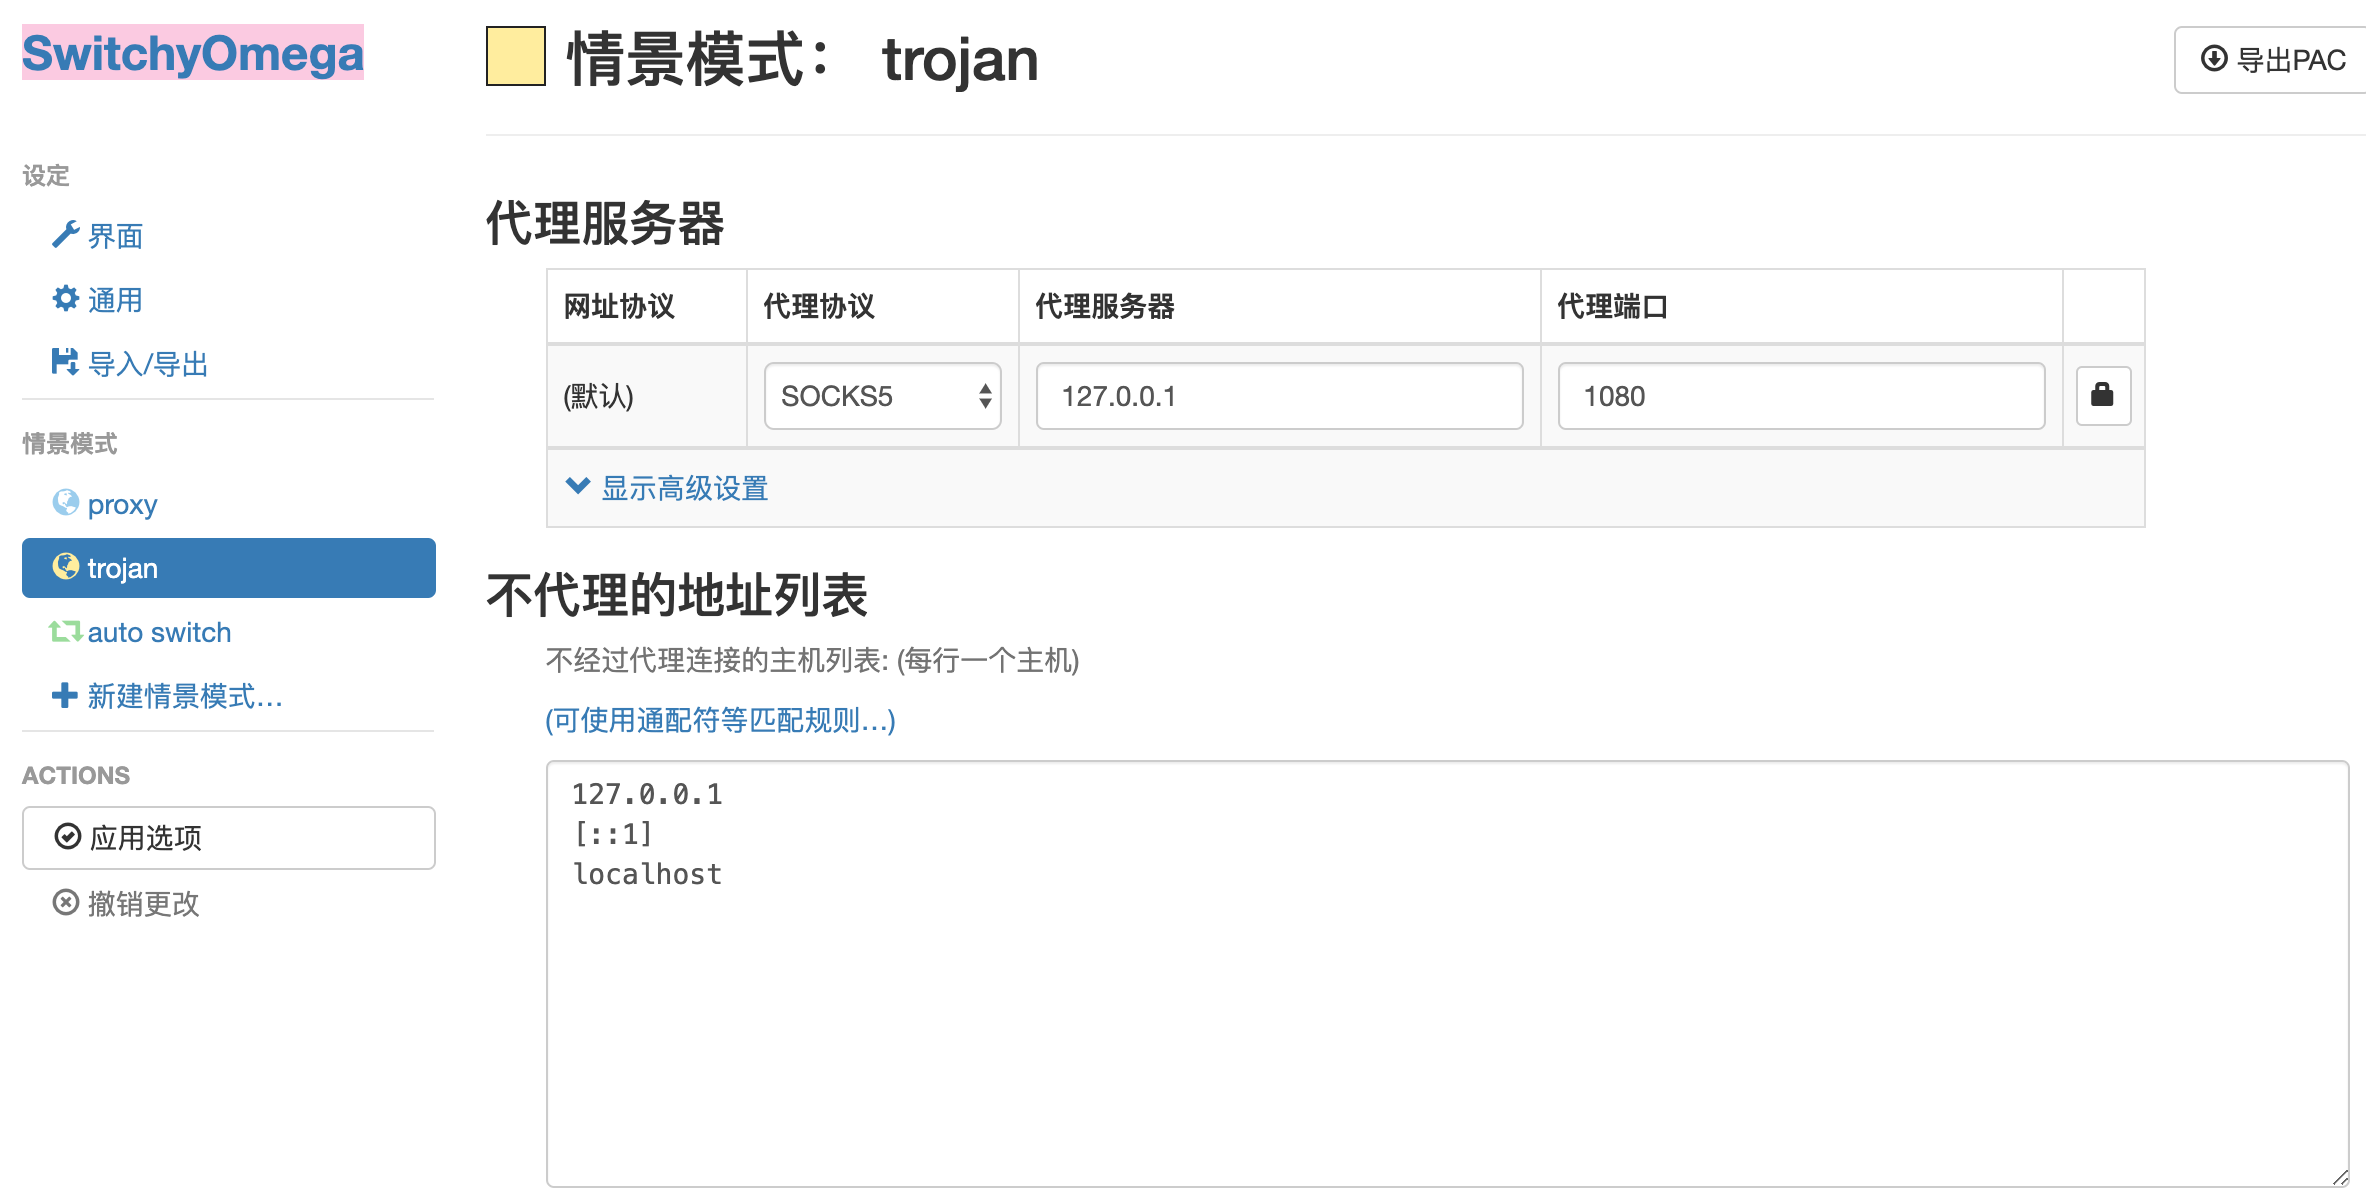 SwitchyOmega
设定
界面
通用
导入/导出
情景模式
proxy
trojan
auto switch
新建情景模式…
ACTIONS
应用选项
撤销更改
情景模式： trojan
导出PAC
代理服务器
网址协议 代理协议 代理服务器 代理端口
(默认) SOCKS5 127.0.0.1 1080
显示高级设置
不代理的地址列表
不经过代理连接的主机列表: (每行一个主机)
(可使用通配符等匹配规则…)
127.0.0.1
[::1]
localhost